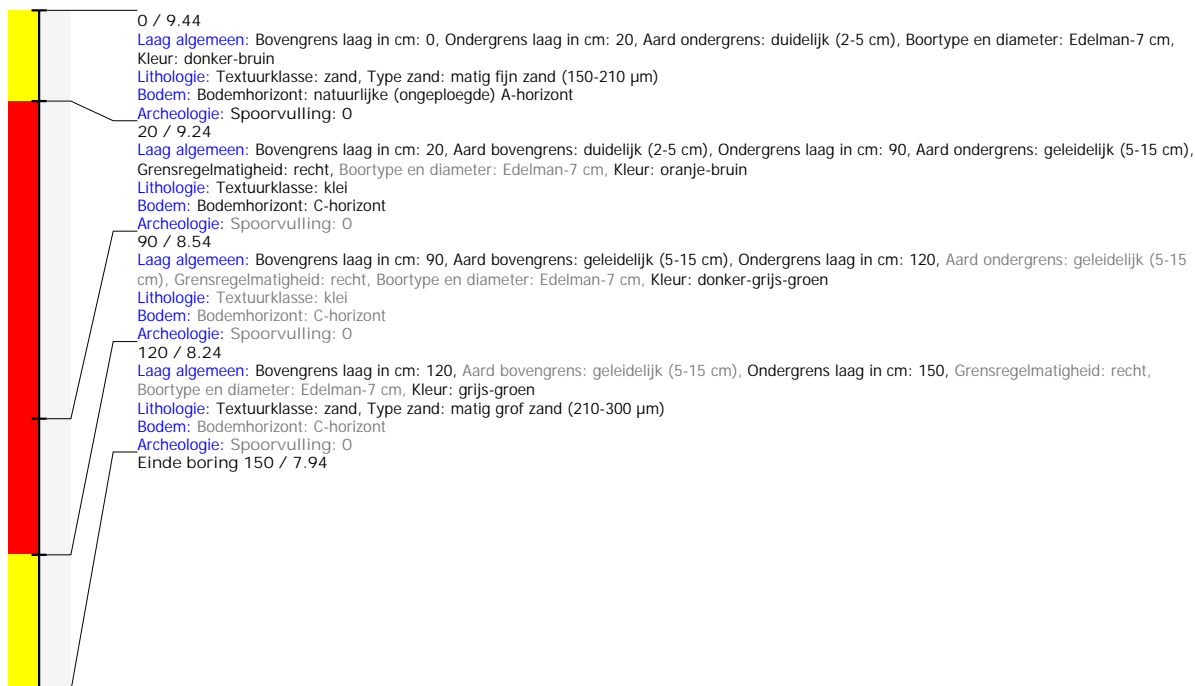 0 / 9.44
Laag algemeen: Bovengrens laag in cm: 0, Ondergrens laag in cm: 20, Aard ondergrens: duidelijk (2-5 cm), Boortype en diameter: Edelman-7 cm,
Kleur: donker-bruin
Lithologie: Textuurklasse: zand, Type zand: matig fijn zand (150-210 µm)
Bodem: Bodemhorizont: natuurlijke (ongeploegde) A-horizont
Archeologie: Spoorvulling: 0
20 / 9.24
Laag algemeen: Bovengrens laag in cm: 20, Aard bovengrens: duidelijk (2-5 cm), Ondergrens laag in cm: 90, Aard ondergrens: geleidelijk (5-15 cm),
Grensregelmatigheid: recht, Boortype en diameter: Edelman-7 cm, Kleur: oranje-bruin
Lithologie: Textuurklasse: klei
Bodem: Bodemhorizont: C-horizont
Archeologie: Spoorvulling: 0
90 / 8.54
Laag algemeen: Bovengrens laag in cm: 90, Aard bovengrens: geleidelijk (5-15 cm), Ondergrens laag in cm: 120, Aard ondergrens: geleidelijk (5-15
cm), Grensregelmatigheid: recht, Boortype en diameter: Edelman-7 cm, Kleur: donker-grijs-groen
Lithologie: Textuurklasse: klei
Bodem: Bodemhorizont: C-horizont
Archeologie: Spoorvulling: 0
120 / 8.24
Laag algemeen: Bovengrens laag in cm: 120, Aard bovengrens: geleidelijk (5-15 cm), Ondergrens laag in cm: 150, Grensregelmatigheid: recht,
Boortype en diameter: Edelman-7 cm, Kleur: grijs-groen
Lithologie: Textuurklasse: zand, Type zand: matig grof zand (210-300 µm)
Bodem: Bodemhorizont: C-horizont
Archeologie: Spoorvulling: 0
Einde boring 150 / 7.94